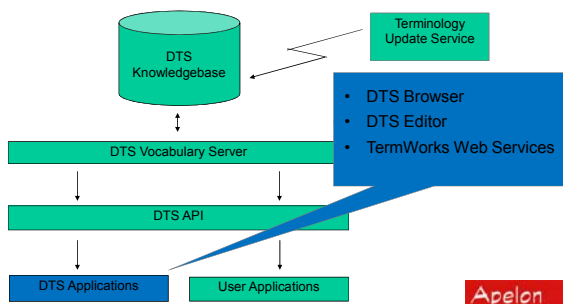 DTS
Knowledgebase
Terminology
Update Service
• DTS Browser
• DTS Editor
• TermWorks Web Services
DTS Vocabulary Server
DTS API
DTS Applications
User Applications
Apelon